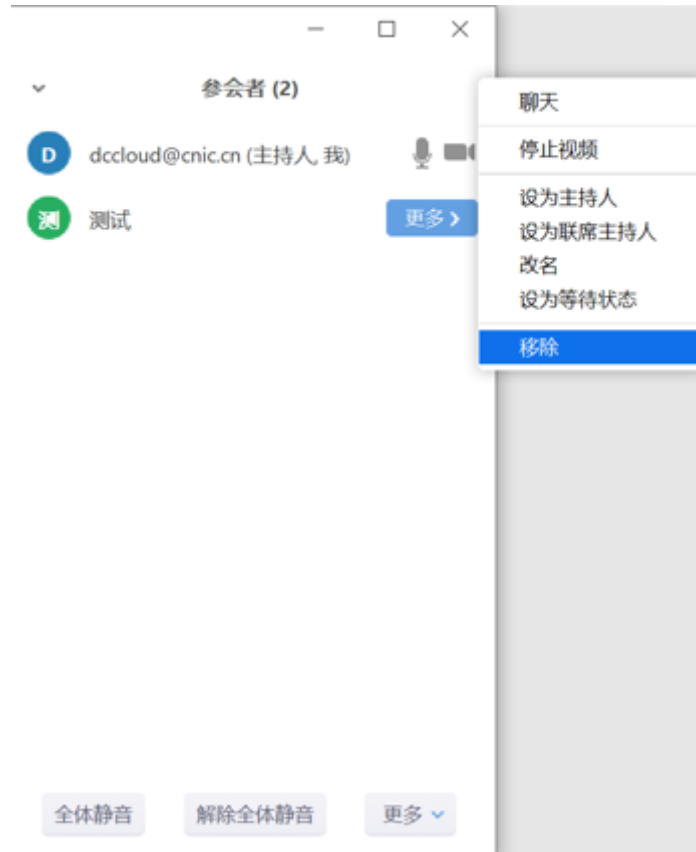 参会者 (2)
D dccloud@cnic.cn (主持人, 我)
测 测试 更多
聊天
停止视频
设为主持人
设为联席主持人
改名
设为等待状态
移除
全体静音 解除全体静音 更多